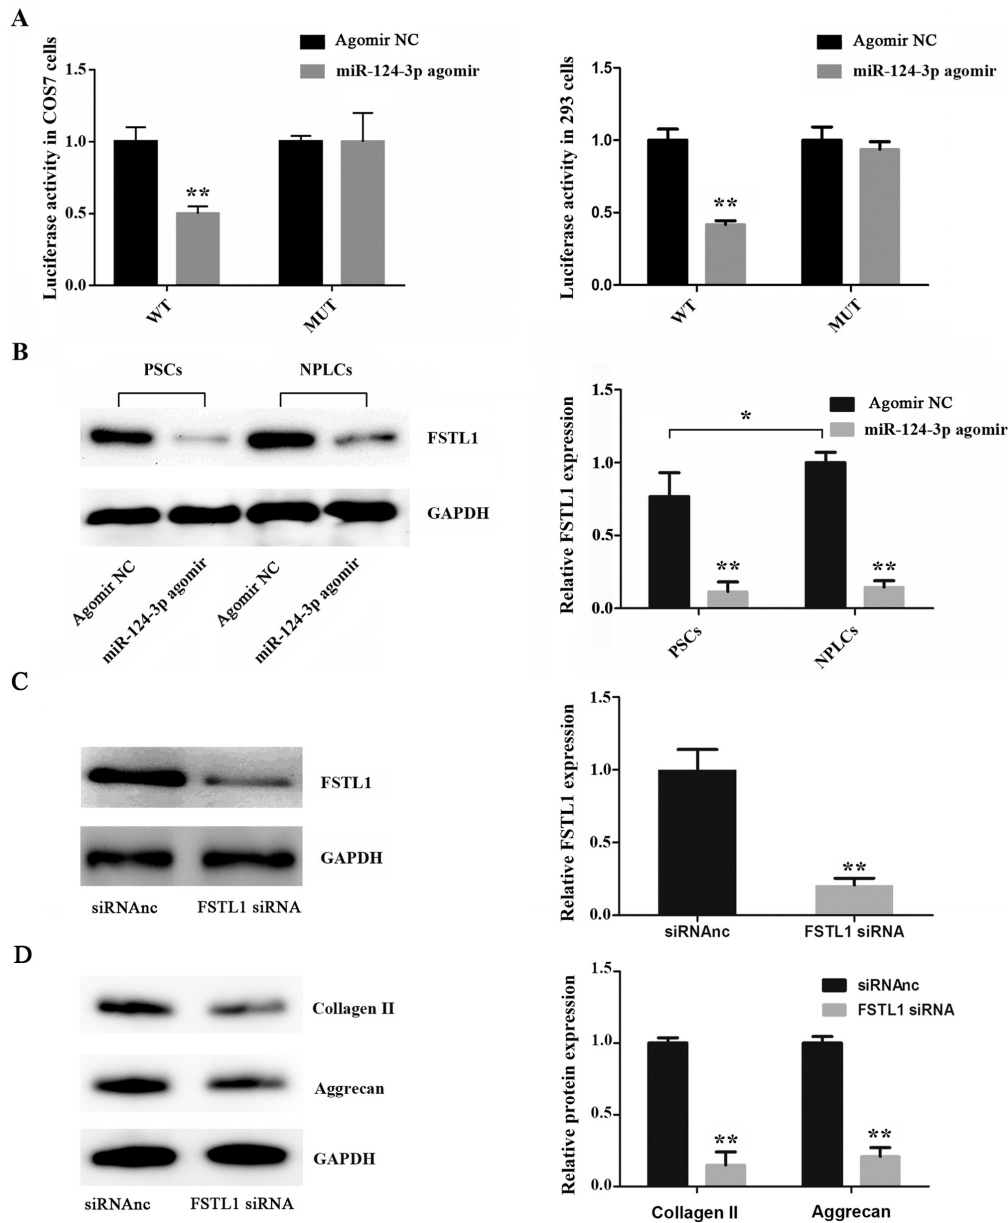 A
Agomir NC
miR-124-3p agomir
Luciferase activity in COS7 cells
1.5
1.0
0.5
0.0
**
WT
MUT
Agomir NC
miR-124-3p agomir
Luciferase activity in 293 cells
1.5
1.0
0.5
0.0
**
WT
MUT
B
PSCs
NPLCs
FSTL1
GAPDH
Agomir NC
miR-124-3p agomir
Agomir NC
miR-124-3p agomir
Agomir NC
miR-124-3p agomir
Relative FSTL1 expression
1.5
1.0
0.5
0.0
*
**
**
PSCs
NPLCs
C
FSTL1
GAPDH
siRNAnc
FSTL1 siRNA
Relative FSTL1 expression
1.5
1.0
0.5
0.0
**
siRNAnc
FSTL1 siRNA
D
Collagen II
Aggrecan
GAPDH
siRNAnc
FSTL1 siRNA
siRNAnc
FSTL1 siRNA
Relative protein expression
1.5
1.0
0.5
0.0
**
**
Collagen II
Aggrecan